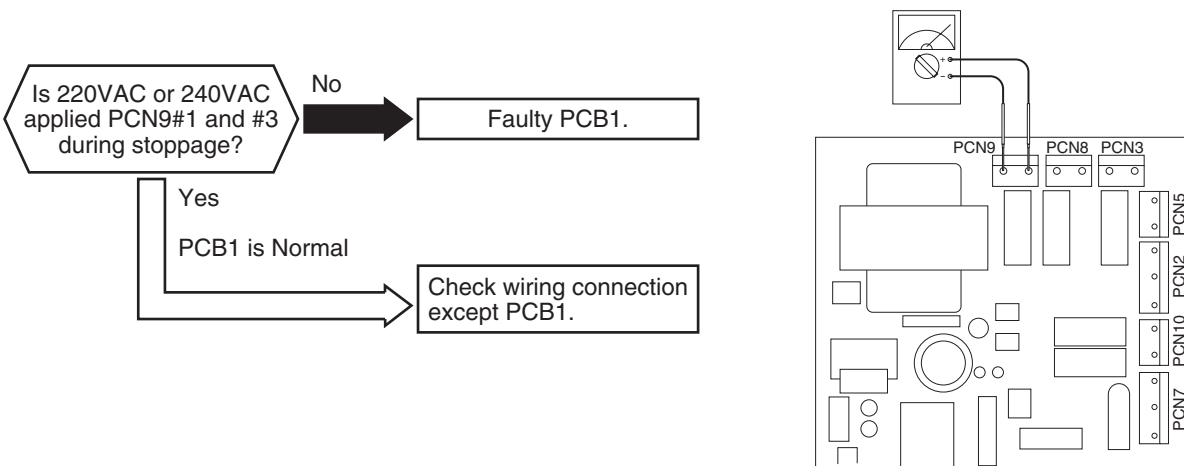 Is 220VAC or 240VAC
applied PCN9#1 and #3
during stoppage?
No
Faulty PCB1.
Yes
PCB1 is Normal
Check wiring connection
except PCB1.
+
−
PCN9
PCN8
PCN3
PCN5
PCN2
PCN10
PCN7